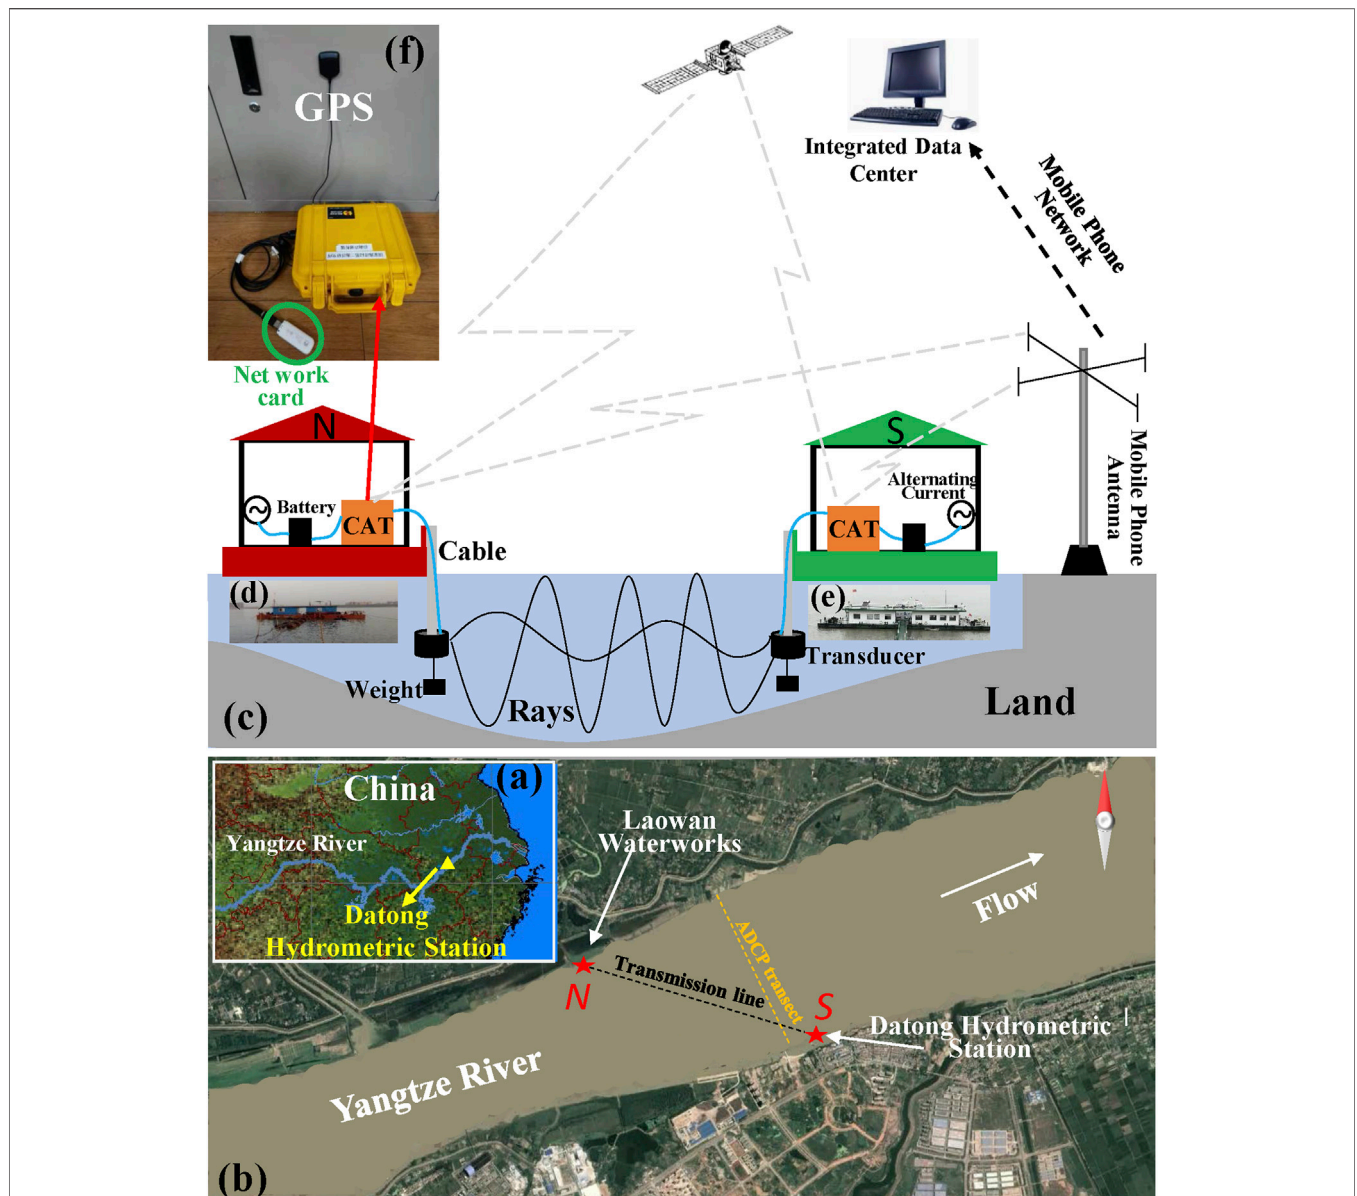 (f)
GPS
Net work
card
Integrated Data
Center
Mobile Phone
Network
N
S
Battery
CAT
Cable
Alternating
Current
CAT
Mobile Phone
Antenna
(d)
(e)
Weight
Transducer
Rays
Land
(c)
(a)
China
Yangtze River
Datong
Hydrometric Station
Laowan
Waterworks
Flow
ADCP transect
Transmission line
N
S
Datong Hydrometric
Station
Yangtze River
(b)